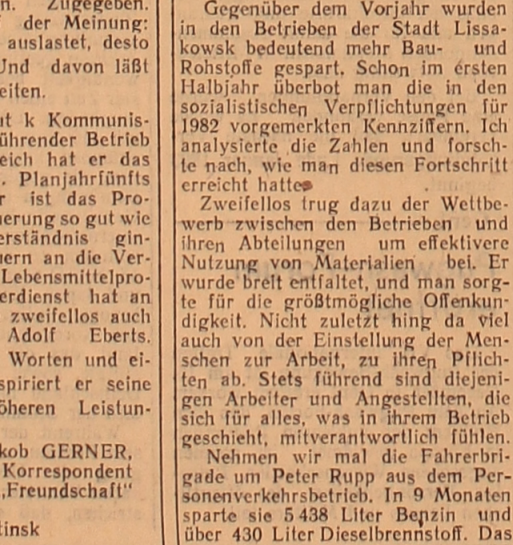 n. Zugegeben.
der Meinung:
auslastet, desto
Und davon läßt
eiten.
ut k Kommunis-
ührender Betrieb
eich hat er das
. Planjahrfünfts
r ist das Pro-
uerung so gut wie
erständnis gin-
uern an die Ver-
Lebensmittelpro-
erdienst hat an
zweifellos auch
Adolf Eberts.
Worten und ei-
spiriert er seine
öheren Leistun-
kob GERNER,
Korrespondent
„Freundschaft“
tinsk
Gegenüber dem Vorjahr wurden
in den Betrieben der Stadt Lissa-
kowsk bedeutend mehr Bau- und
Rohstoffe gespart. Schon im ersten
Halbjahr überbot man die in den
sozialistischen Verpflichtungen für
1982 vorgemerkten Kennziffern. Ich
analysierte die Zahlen und forsch-
te nach, wie man diesen Fortschritt
erreicht hatte.
Zweifellos trug dazu der Wettbe-
werb zwischen den Betrieben und
ihren Abteilungen um effektivere
Nutzung von Materialien bei. Er
wurde breit entfaltet, und man sorg-
te für die größtmögliche Offenkun-
digkeit. Nicht zuletzt hing da viel
auch von der Einstellung der Men-
schen zur Arbeit, zu ihren Pflich-
ten ab. Stets führend sind diejeni-
gen Arbeiter und Angestellten, die
sich für alles, was in ihrem Betrieb
geschieht, mitverantwortlich fühlen.
Nehmen wir mal die Fahrerbri-
gade um Peter Rupp aus dem Per-
sonenverkehrsbetrieb. In 9 Monaten
sparte sie 5 438 Liter Benzin und
über 430 Liter Dieselbrennstoff. Das